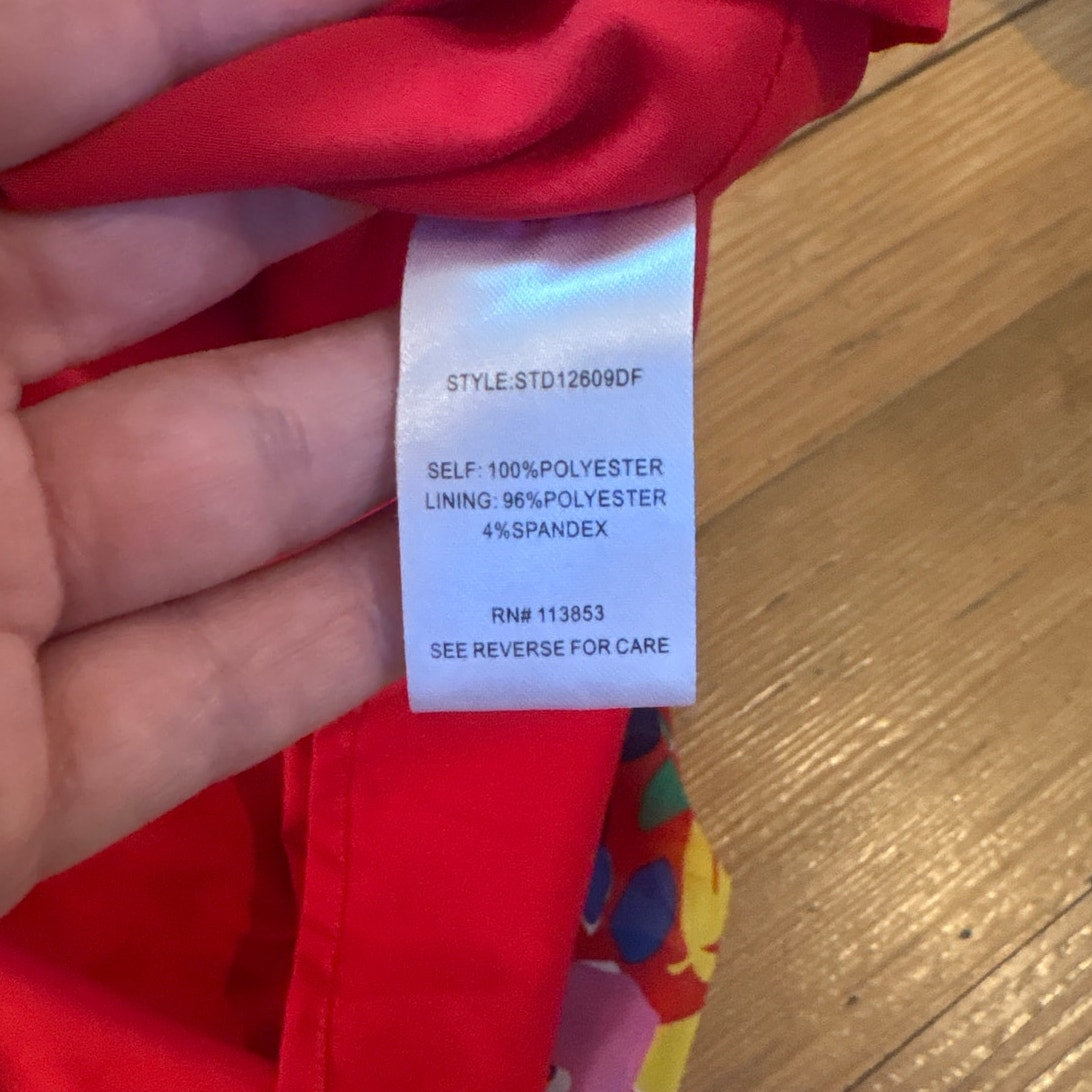 STYLE:STD12609DF
SELF: 100%POLYESTER
LINING: 96%POLYESTER
4%SPANDEX
RN# 113853
SEE REVERSE FOR CARE